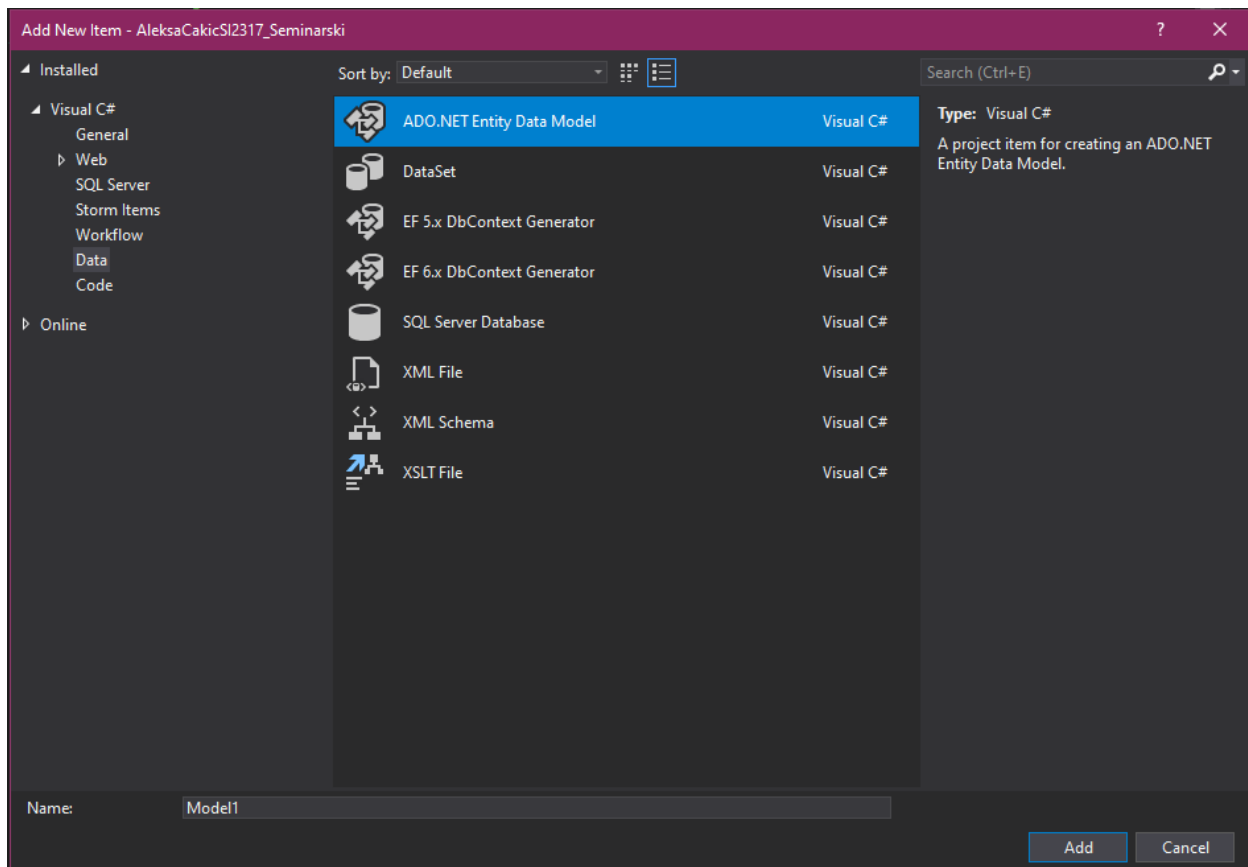 Add New Item - AleksaCakicSI2317_Seminarski
?
Installed
Sort by: Default
Search (Ctrl+E)
Visual C#
General
Web
SQL Server
Storm Items
Workflow
Data
Code
Online
ADO.NET Entity Data Model Visual C#
DataSet Visual C#
EF 5.x DbContext Generator Visual C#
EF 6.x DbContext Generator Visual C#
SQL Server Database Visual C#
XML File Visual C#
XML Schema Visual C#
XSLT File Visual C#
Type: Visual C#
A project item for creating an ADO.NET
Entity Data Model.
Name: Model1
Add Cancel